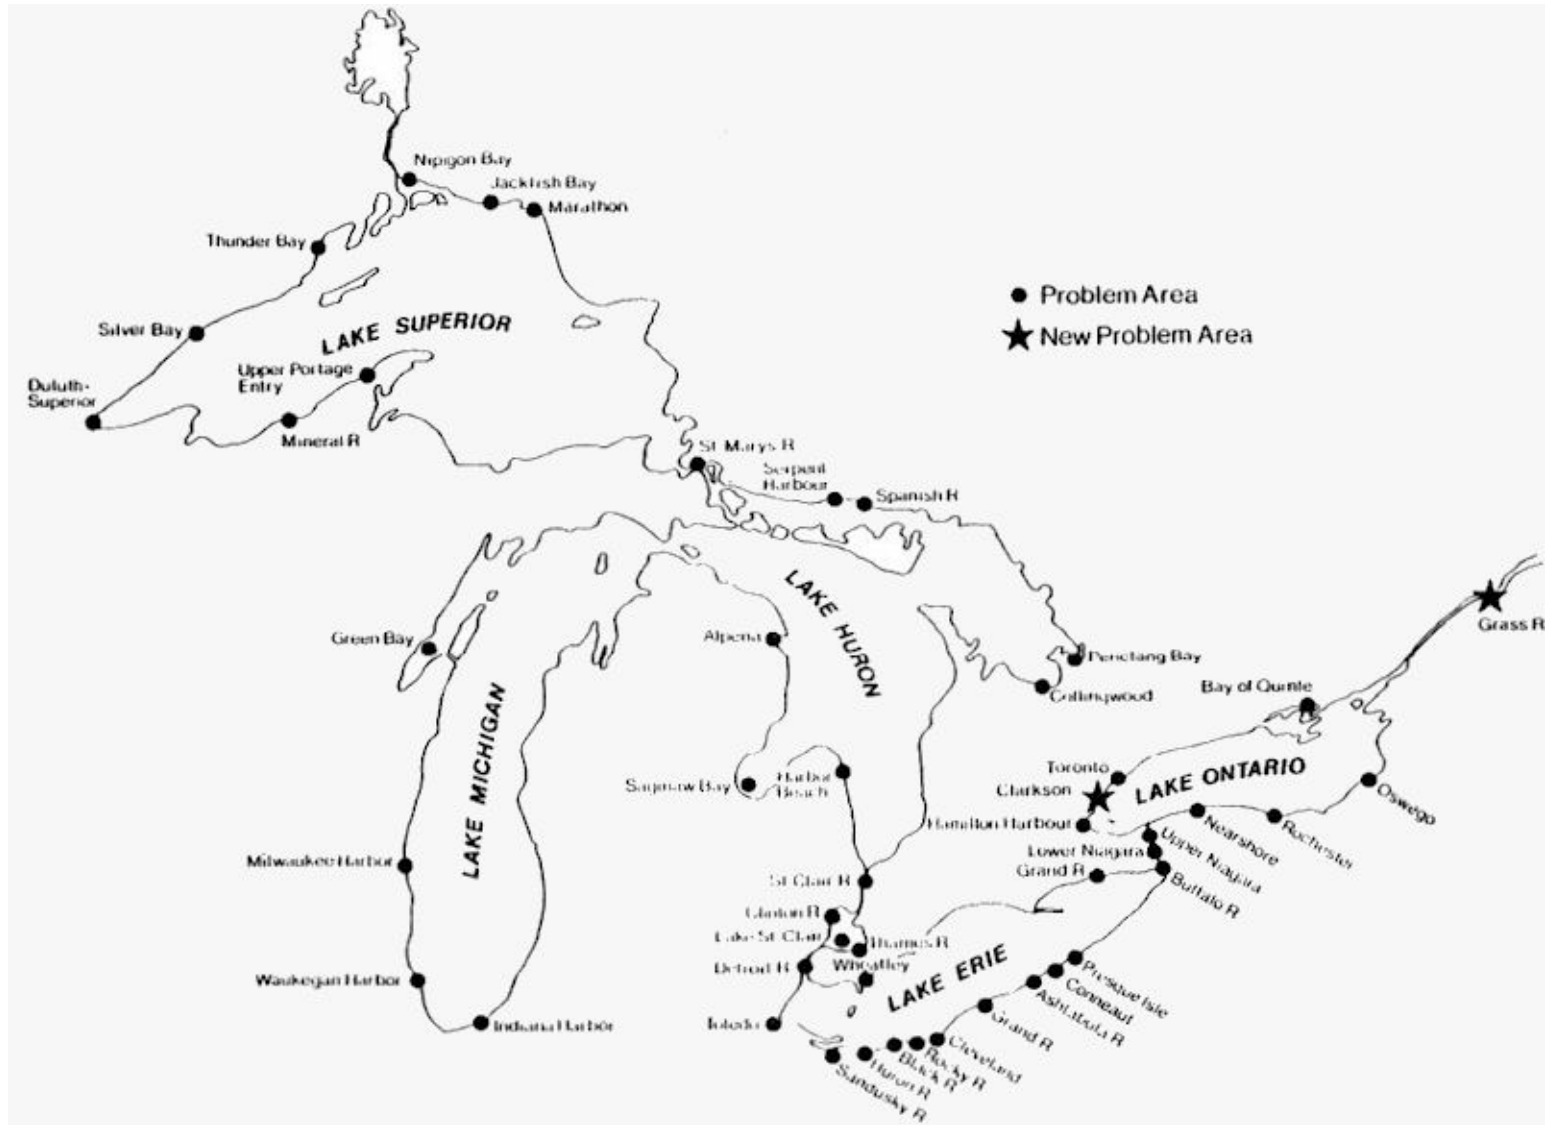 Nipigon Bay
Jackfish Bay
Marathon
Thunder Bay
Problem Area
New Problem Area
LAKE SUPERIOR
Silver Bay
Upper Portage
Entry
Duluth-
Superior
Mineral R
St Marys R
Serpent
Harbour
Spanish R
LAKE HURON
Grass R
Green Bay
Alpena
Penetang Bay
Collingwood
Bay of Quinte
LAKE MICHIGAN
Toronto
LAKE ONTARIO
Saginaw Bay
Harbor
Beach
Clarkson
Oswego
Hamilton Harbour
Nearshore
Rochester
Lower Niagara
Upper Niagara
Milwaukee Harbor
Grand R
Buffalo R
St Clair R
Clinton R
Lake St Clair
Thames R
Detroit R
Wheatley
LAKE ERIE
Presque Isle
Conneaut
Ashtabula R
Waukegan Harbor
Grand R
Indiana Harbor
Toledo
Cleveland
Rocky R
Black R
Huron R
Sandusky R